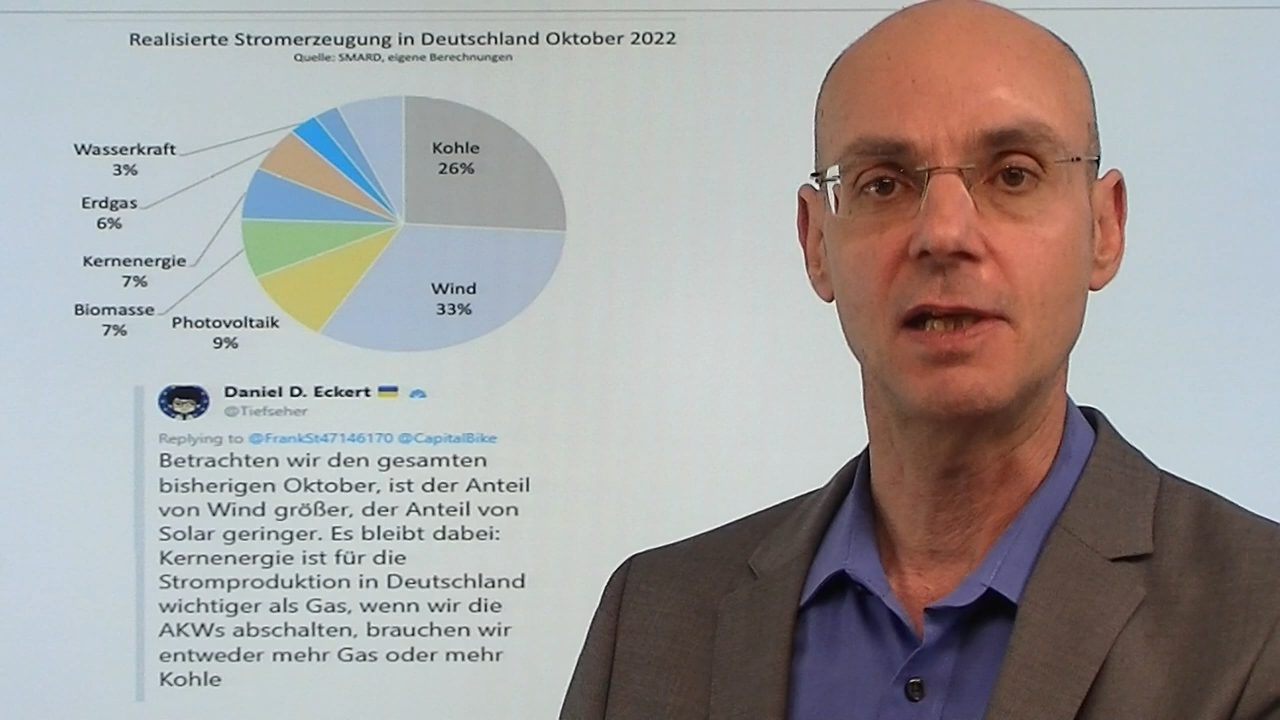 Realisierte Stromerzeugung in Deutschland Oktober 2022
Quelle: SMARD, eigene Berechnungen
Wasserkraft
3%
Erdgas
6%
Kernenergie
7%
Biomasse
7%
Photovoltaik
9%
Kohle
26%
Wind
33%
Daniel D. Eckert
@Tiefseher
Replying to @FrankSt47146170 @CapitalBike
Betrachten wir den gesamten
bisherigen Oktober, ist der Anteil
von Wind größer, der Anteil von
Solar geringer. Es bleibt dabei:
Kernenergie ist für die
Stromproduktion in Deutschland
wichtiger als Gas, wenn wir die
AKWs abschalten, brauchen wir
entweder mehr Gas oder mehr
Kohle